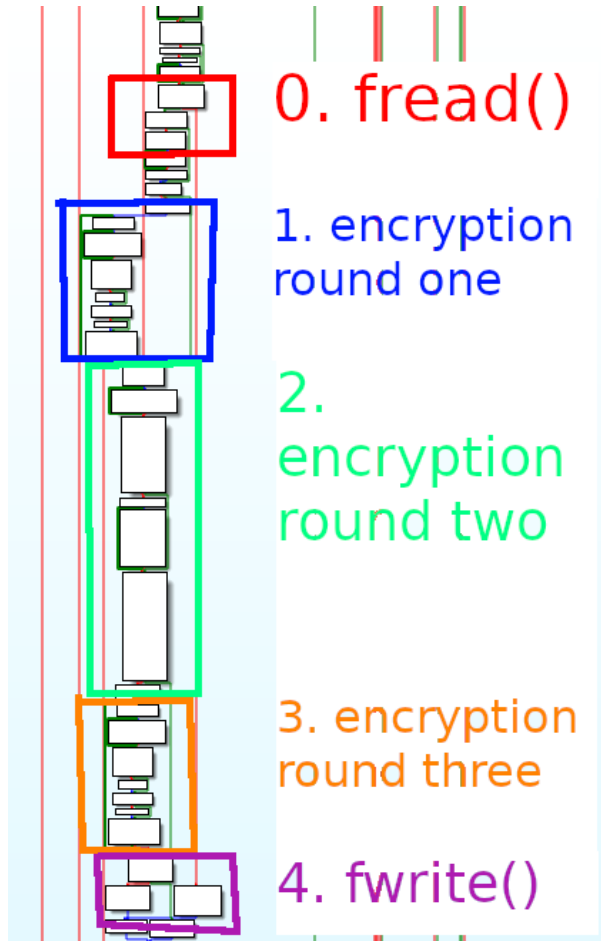 0. fread()
1. encryption
round one
2.
encryption
round two
3. encryption
round three
4. fwrite()